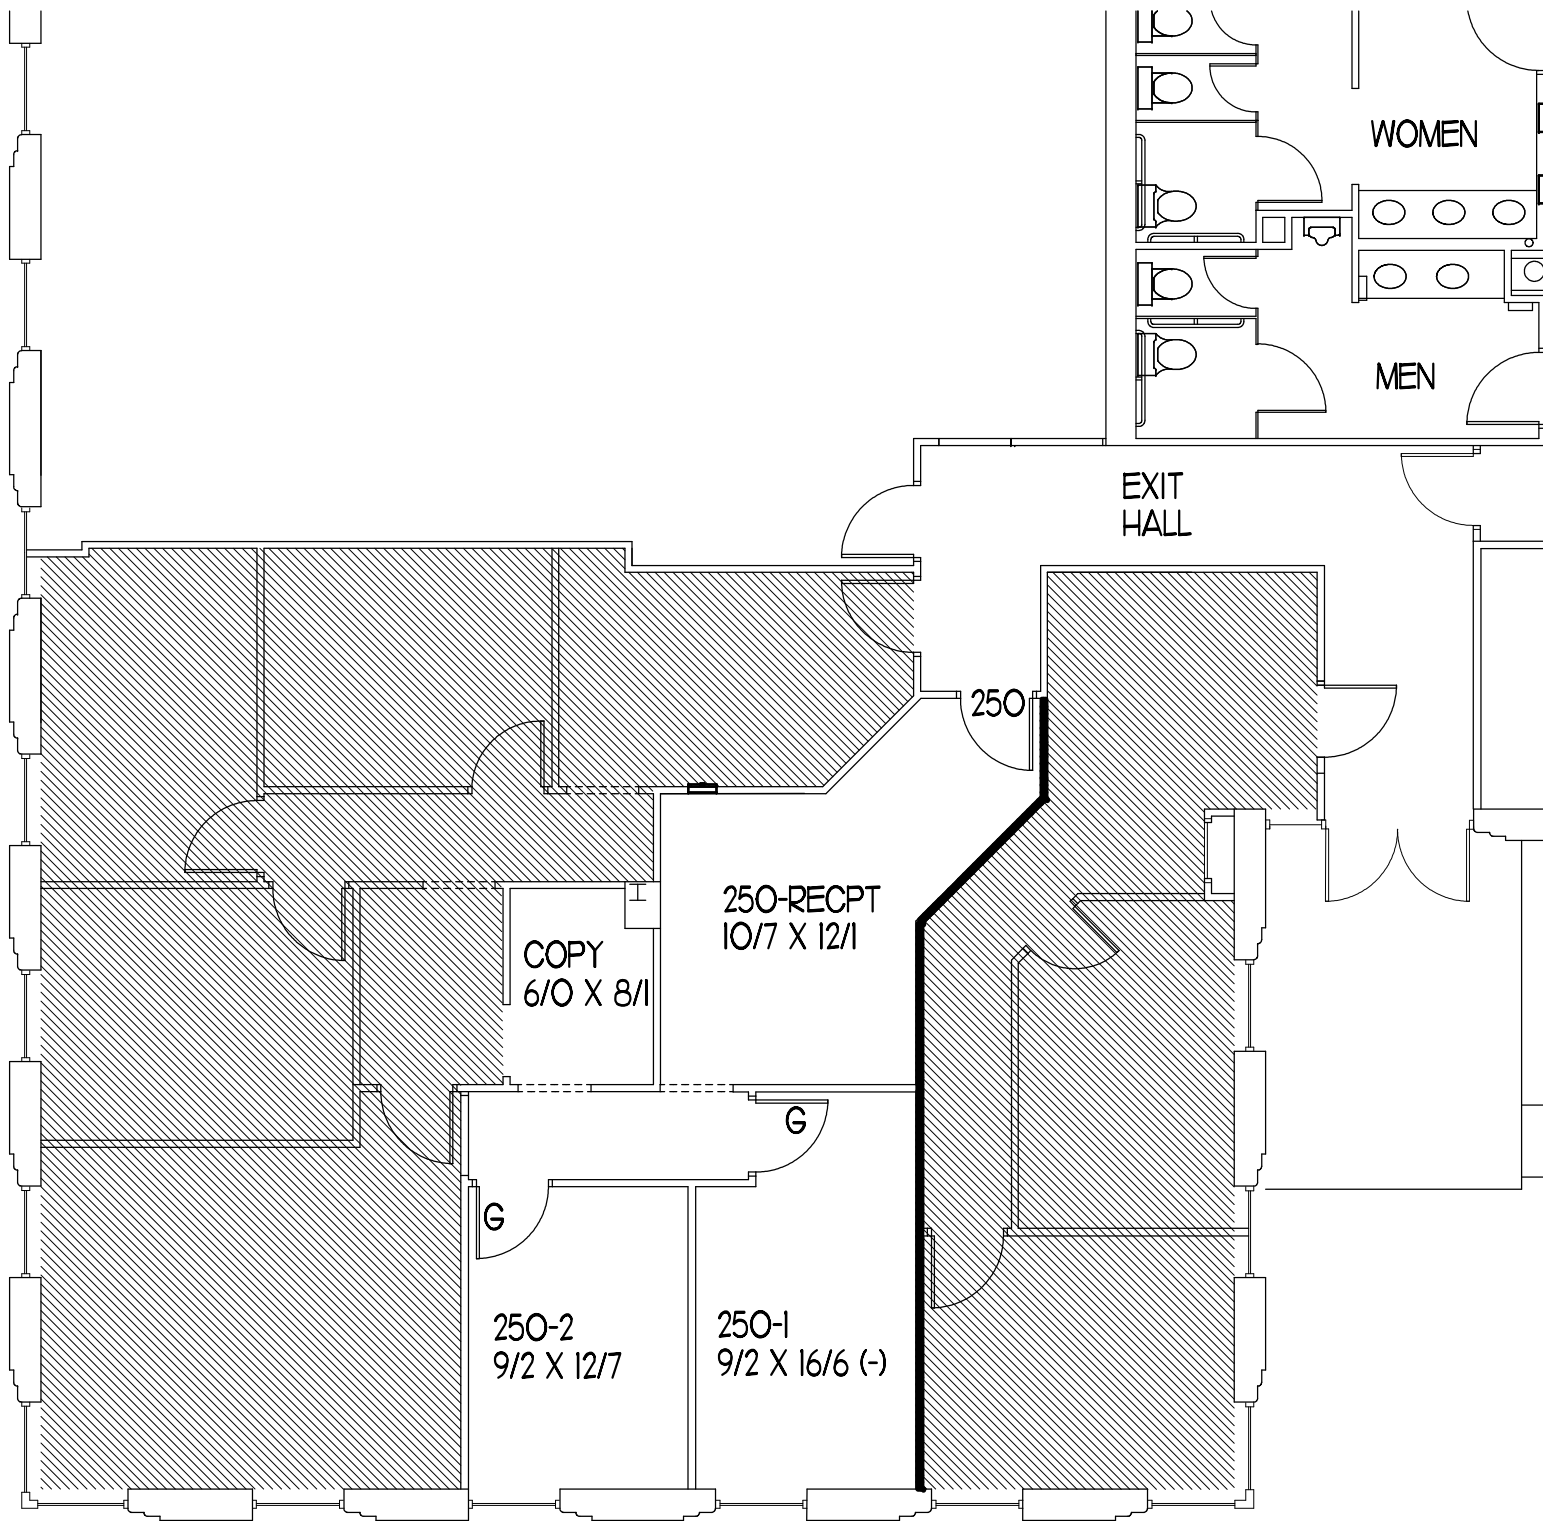 WOMEN
MEN
EXIT
HALL
250
250-RECPT
10/7 X 12/1
COPY
6/0 X 8/1
G
G
250-2
9/2 X 12/7
250-1
9/2 X 16/6 (-)